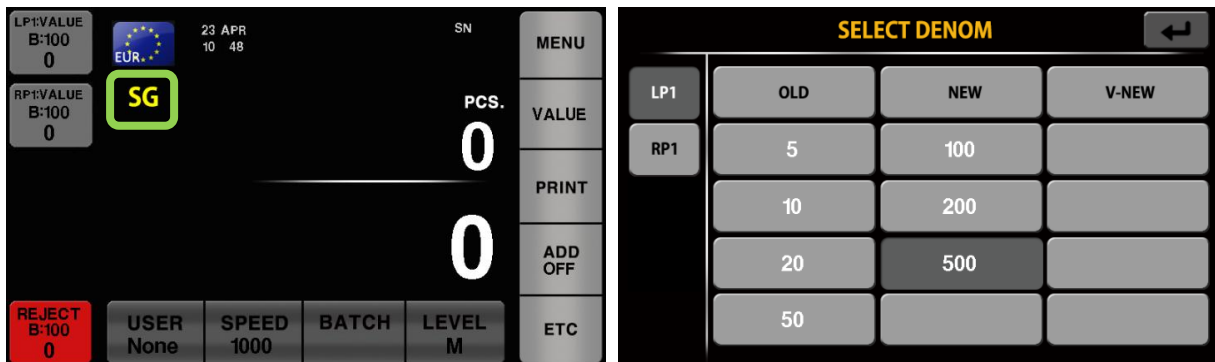 LP1:VALUE
B:100
0
EUR
23 APR
10 48
SN
MENU
RP1:VALUE
B:100
0
SG
PCS.
0
VALUE
PRINT
0
ADD
OFF
REJECT
B:100
0
USER
None
SPEED
1000
BATCH
LEVEL
M
ETC
SELECT DENOM
LP1
OLD
NEW
V-NEW
RP1
5
100
10
200
20
500
50